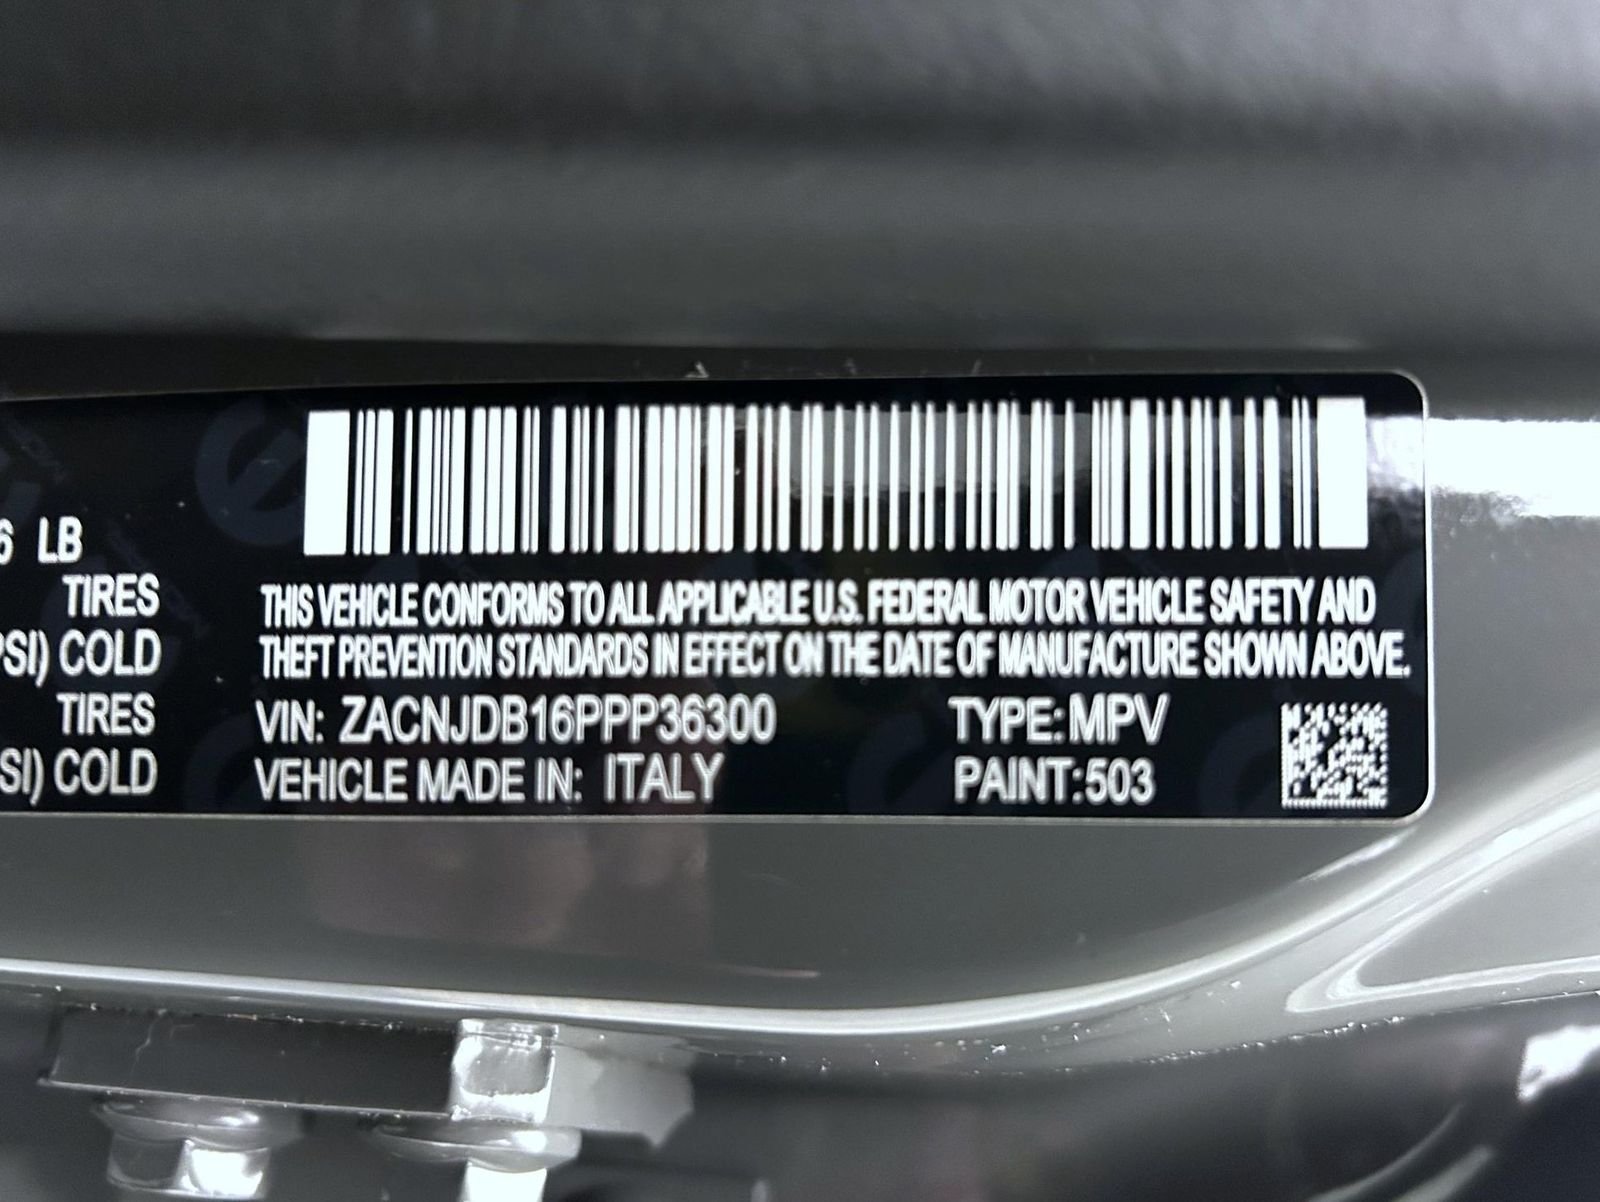 6 LB
TIRES
PSI) COLD
TIRES
SI) COLD
THIS VEHICLE CONFORMS TO ALL APPLICABLE U.S. FEDERAL MOTOR VEHICLE SAFETY AND
THEFT PREVENTION STANDARDS IN EFFECT ON THE DATE OF MANUFACTURE SHOWN ABOVE.
VIN: ZACNJDB16PPP36300 TYPE: MPV
VEHICLE MADE IN: ITALY PAINT: 503